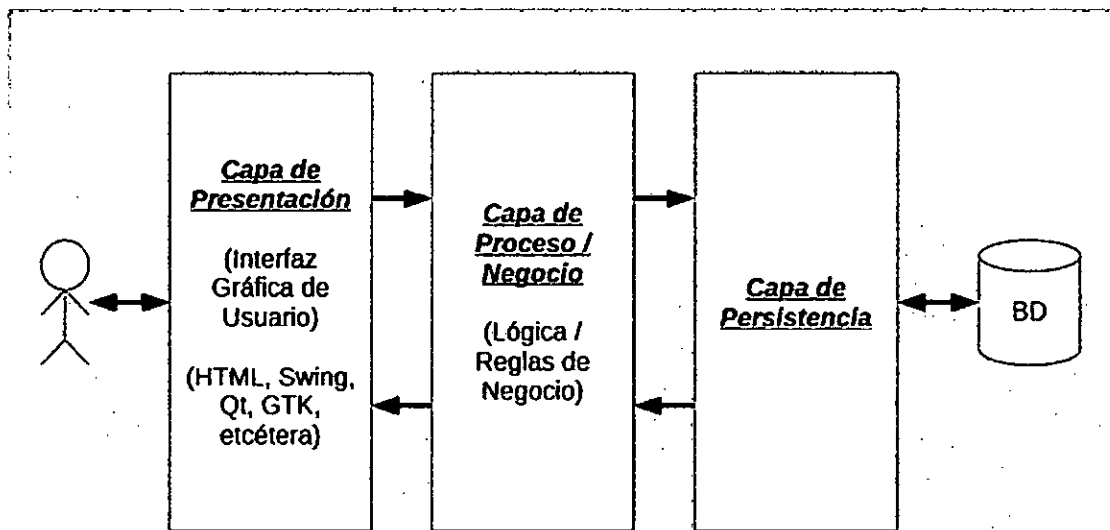 Capa de
Presentación
(Interfaz
Gráfica de
Usuario)
(HTML, Swing,
Qt, GTK,
etcétera)
Capa de
Proceso /
Negocio
(Lógica /
Reglas de
Negocio)
Capa de
Persistencia
BD